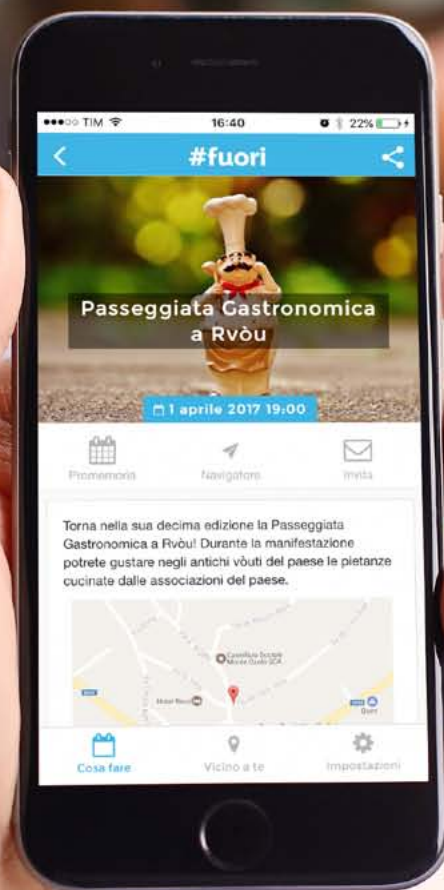 TIM
16:40
22%
#fuori
Passeggiata Gastronomica
a Rvòu
1 aprile 2017 19:00
Promemoria
Navigatore
Invita
Torna nella sua decima edizione la Passeggiata
Gastronomica a Rvòu! Durante la manifestazione
potrete gustare negli antichi vòuti del paese le pietanze
cucinate dalle associazioni del paese.
Cosa fare
Vicino a te
Impostazioni